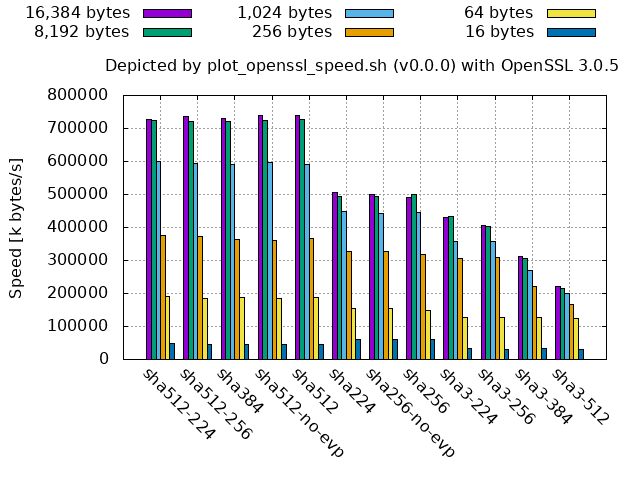 16,384 bytes 1,024 bytes 64 bytes
8,192 bytes 256 bytes 16 bytes
Depicted by plot_openssl_speed.sh (v0.0.0) with OpenSSL 3.0.5
Speed [k bytes/s]
800000
700000
600000
500000
400000
300000
200000
100000
0
sha512-224
sha512-256
sha384
sha512-no-evp
sha512
sha224
sha256-no-evp
sha256
sha3-224
sha3-256
sha3-384
sha3-512